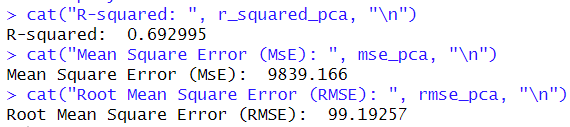 > cat("R-squared: ", r_squared_pca, "\n")
R-squared:  0.692995
> cat("Mean Square Error (MsE): ", mse_pca, "\n")
Mean Square Error (MsE):  9839.166
> cat("Root Mean Square Error (RMSE): ", rmse_pca, "\n")
Root Mean Square Error (RMSE):  99.19257